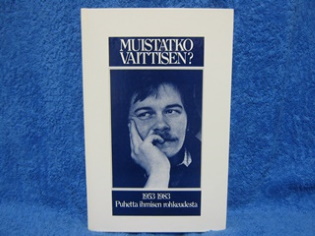 MUISTATKO
VAITTISEN?
1953-1983
Puhetta ihmisen rohkeudesta